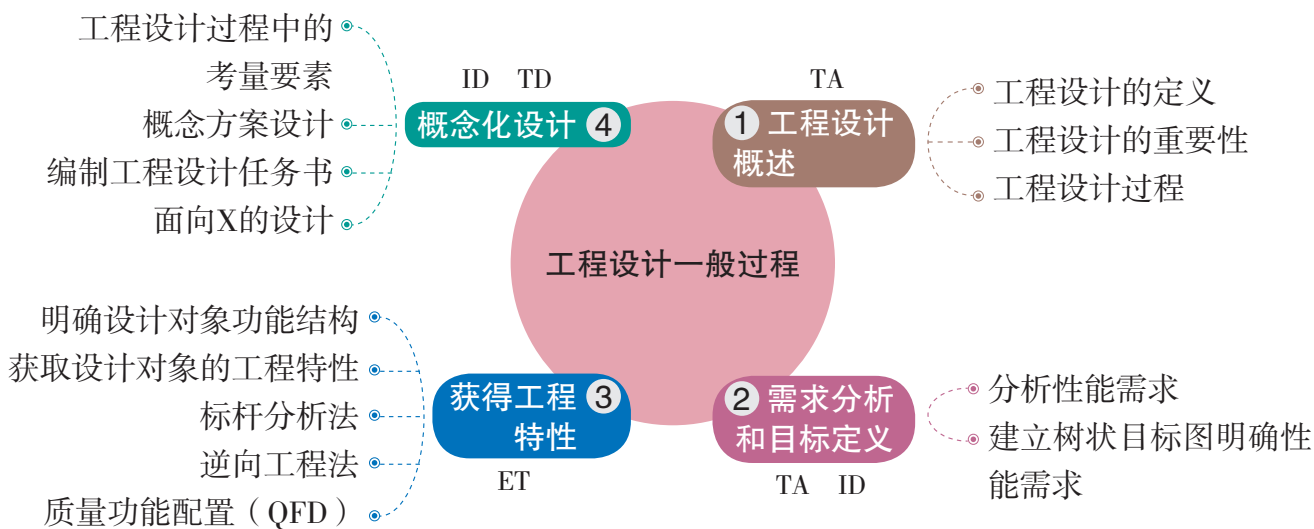 工程设计过程中的
考量要素
概念方案设计
编制工程设计任务书
面向X的设计
ID TD
概念化设计 4
TA
1 工程设计
概述
工程设计的定义
工程设计的重要性
工程设计过程
工程设计一般过程
明确设计对象功能结构
获取设计对象的工程特性
标杆分析法
逆向工程法
质量功能配置（QFD）
获得工程 3
特性
ET
2 需求分析
和目标定义
TA ID
分析性能需求
建立树状目标图明确性
能需求